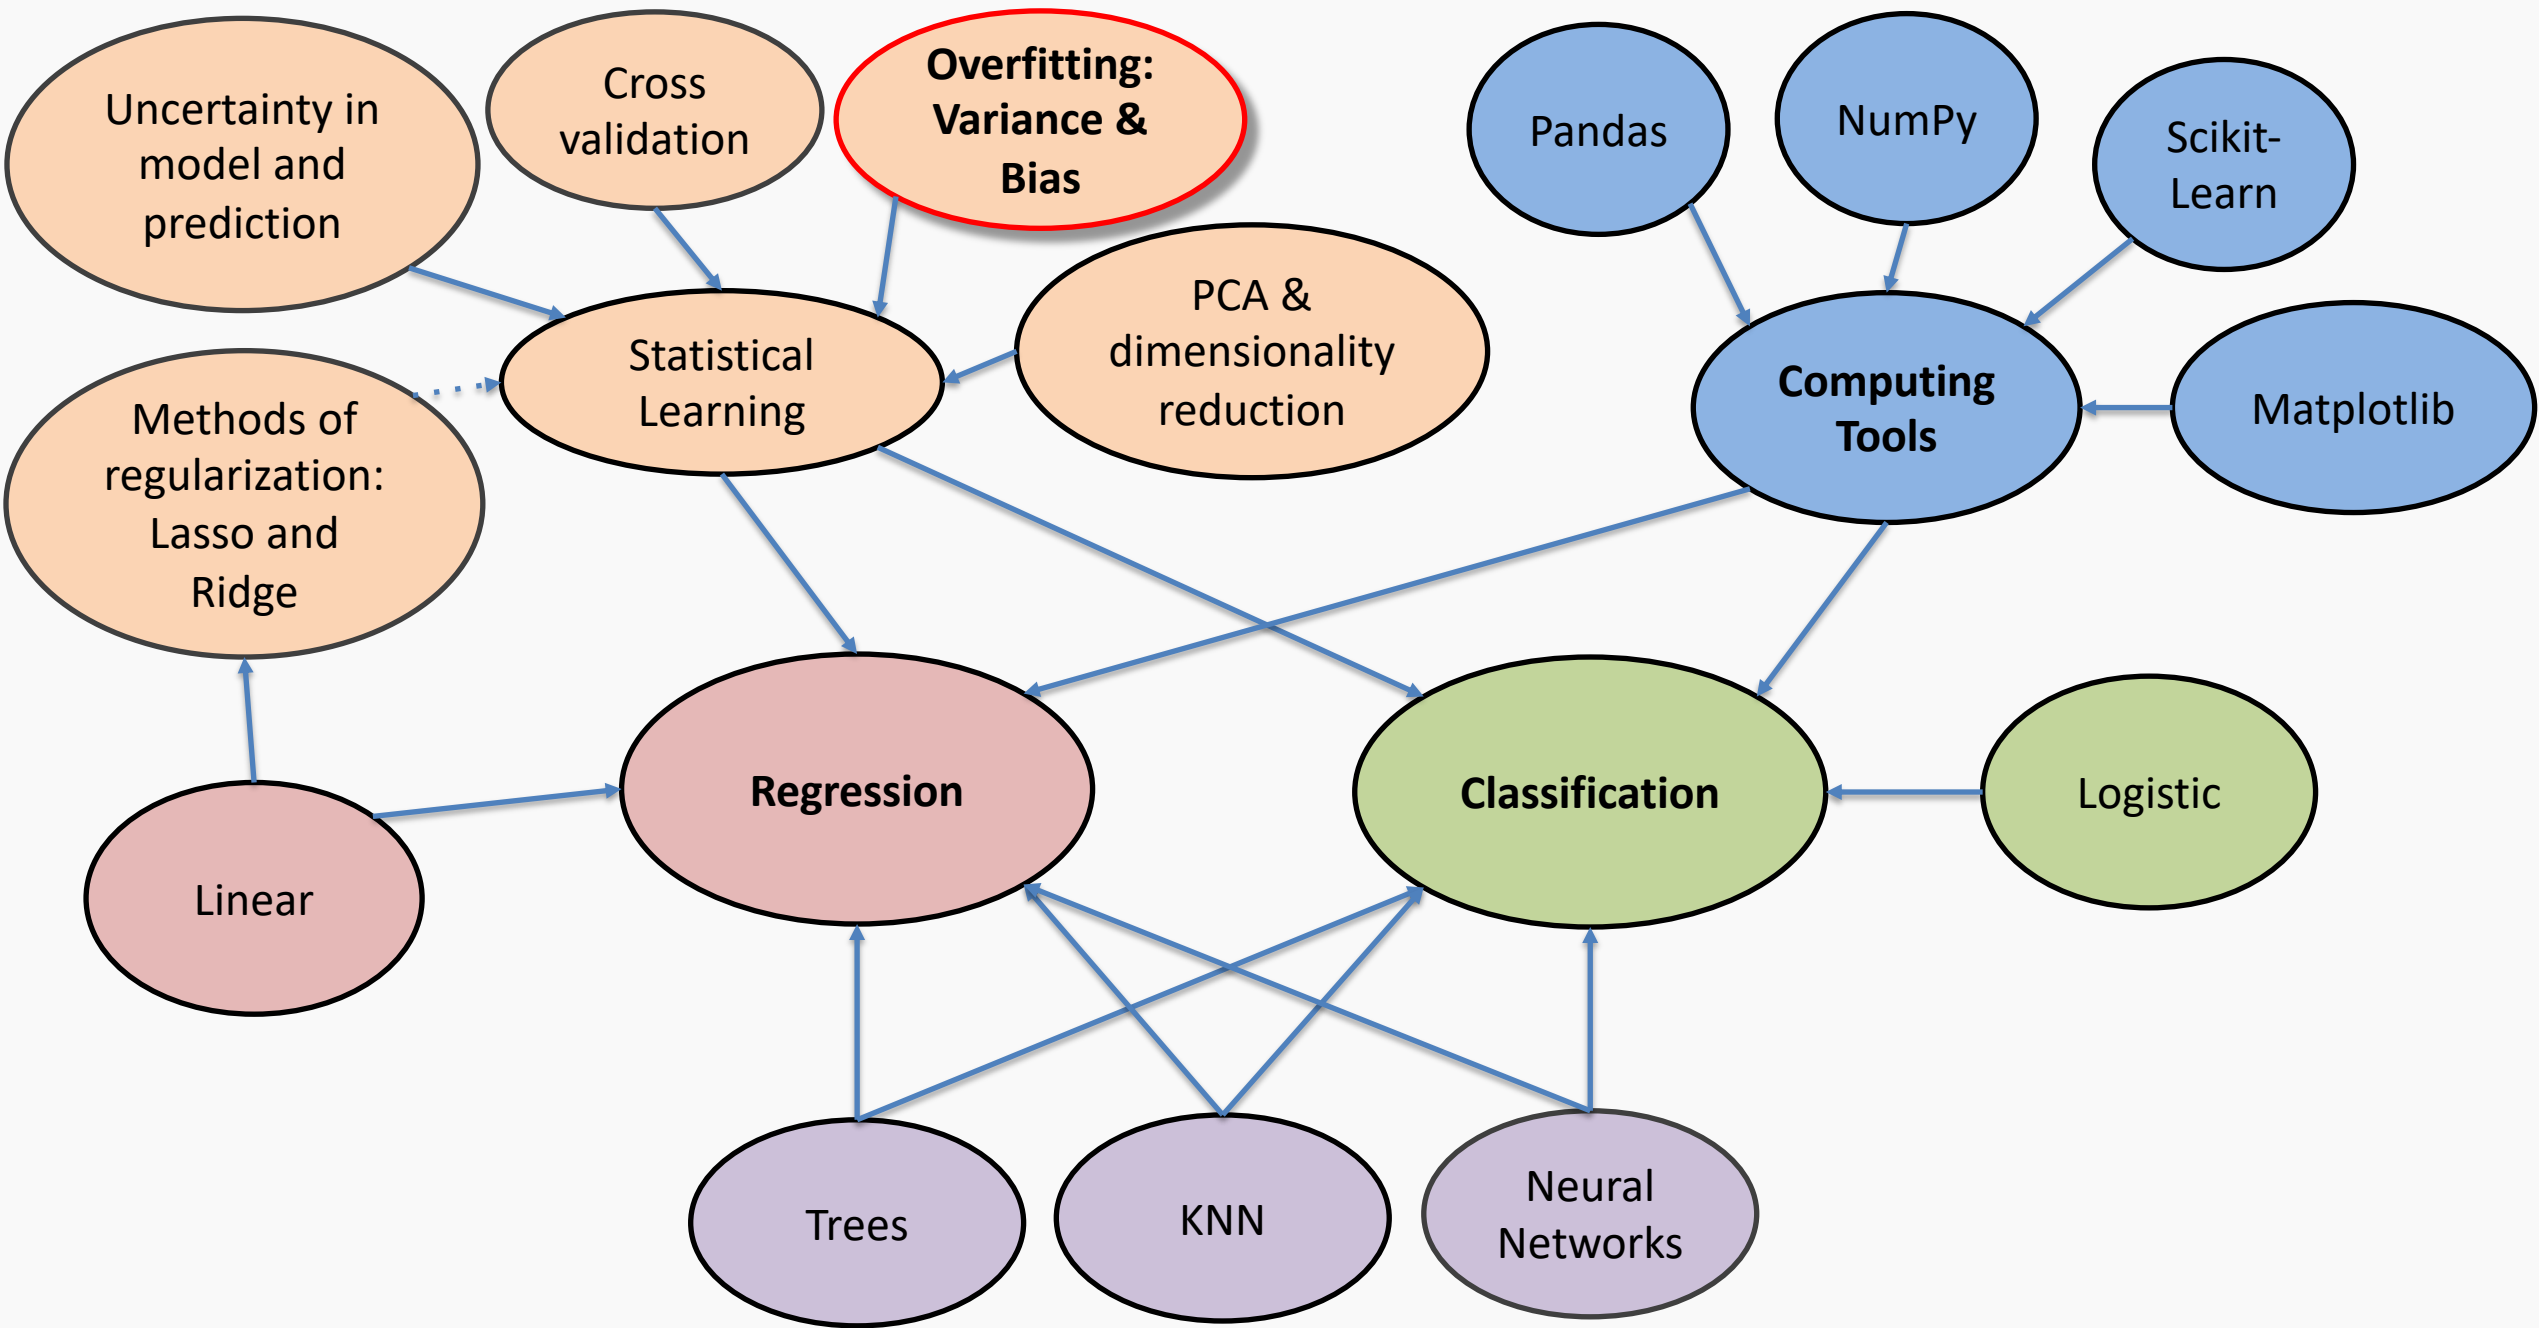 Uncertainty in
model and
prediction
Cross
validation
Overfitting:
Variance &
Bias
Pandas
NumPy
Scikit-
Learn
PCA &
dimensionality
reduction
Statistical
Learning
Computing
Tools
Matplotlib
Methods of
regularization:
Lasso and
Ridge
Regression
Classification
Logistic
Linear
Trees
KNN
Neural
Networks